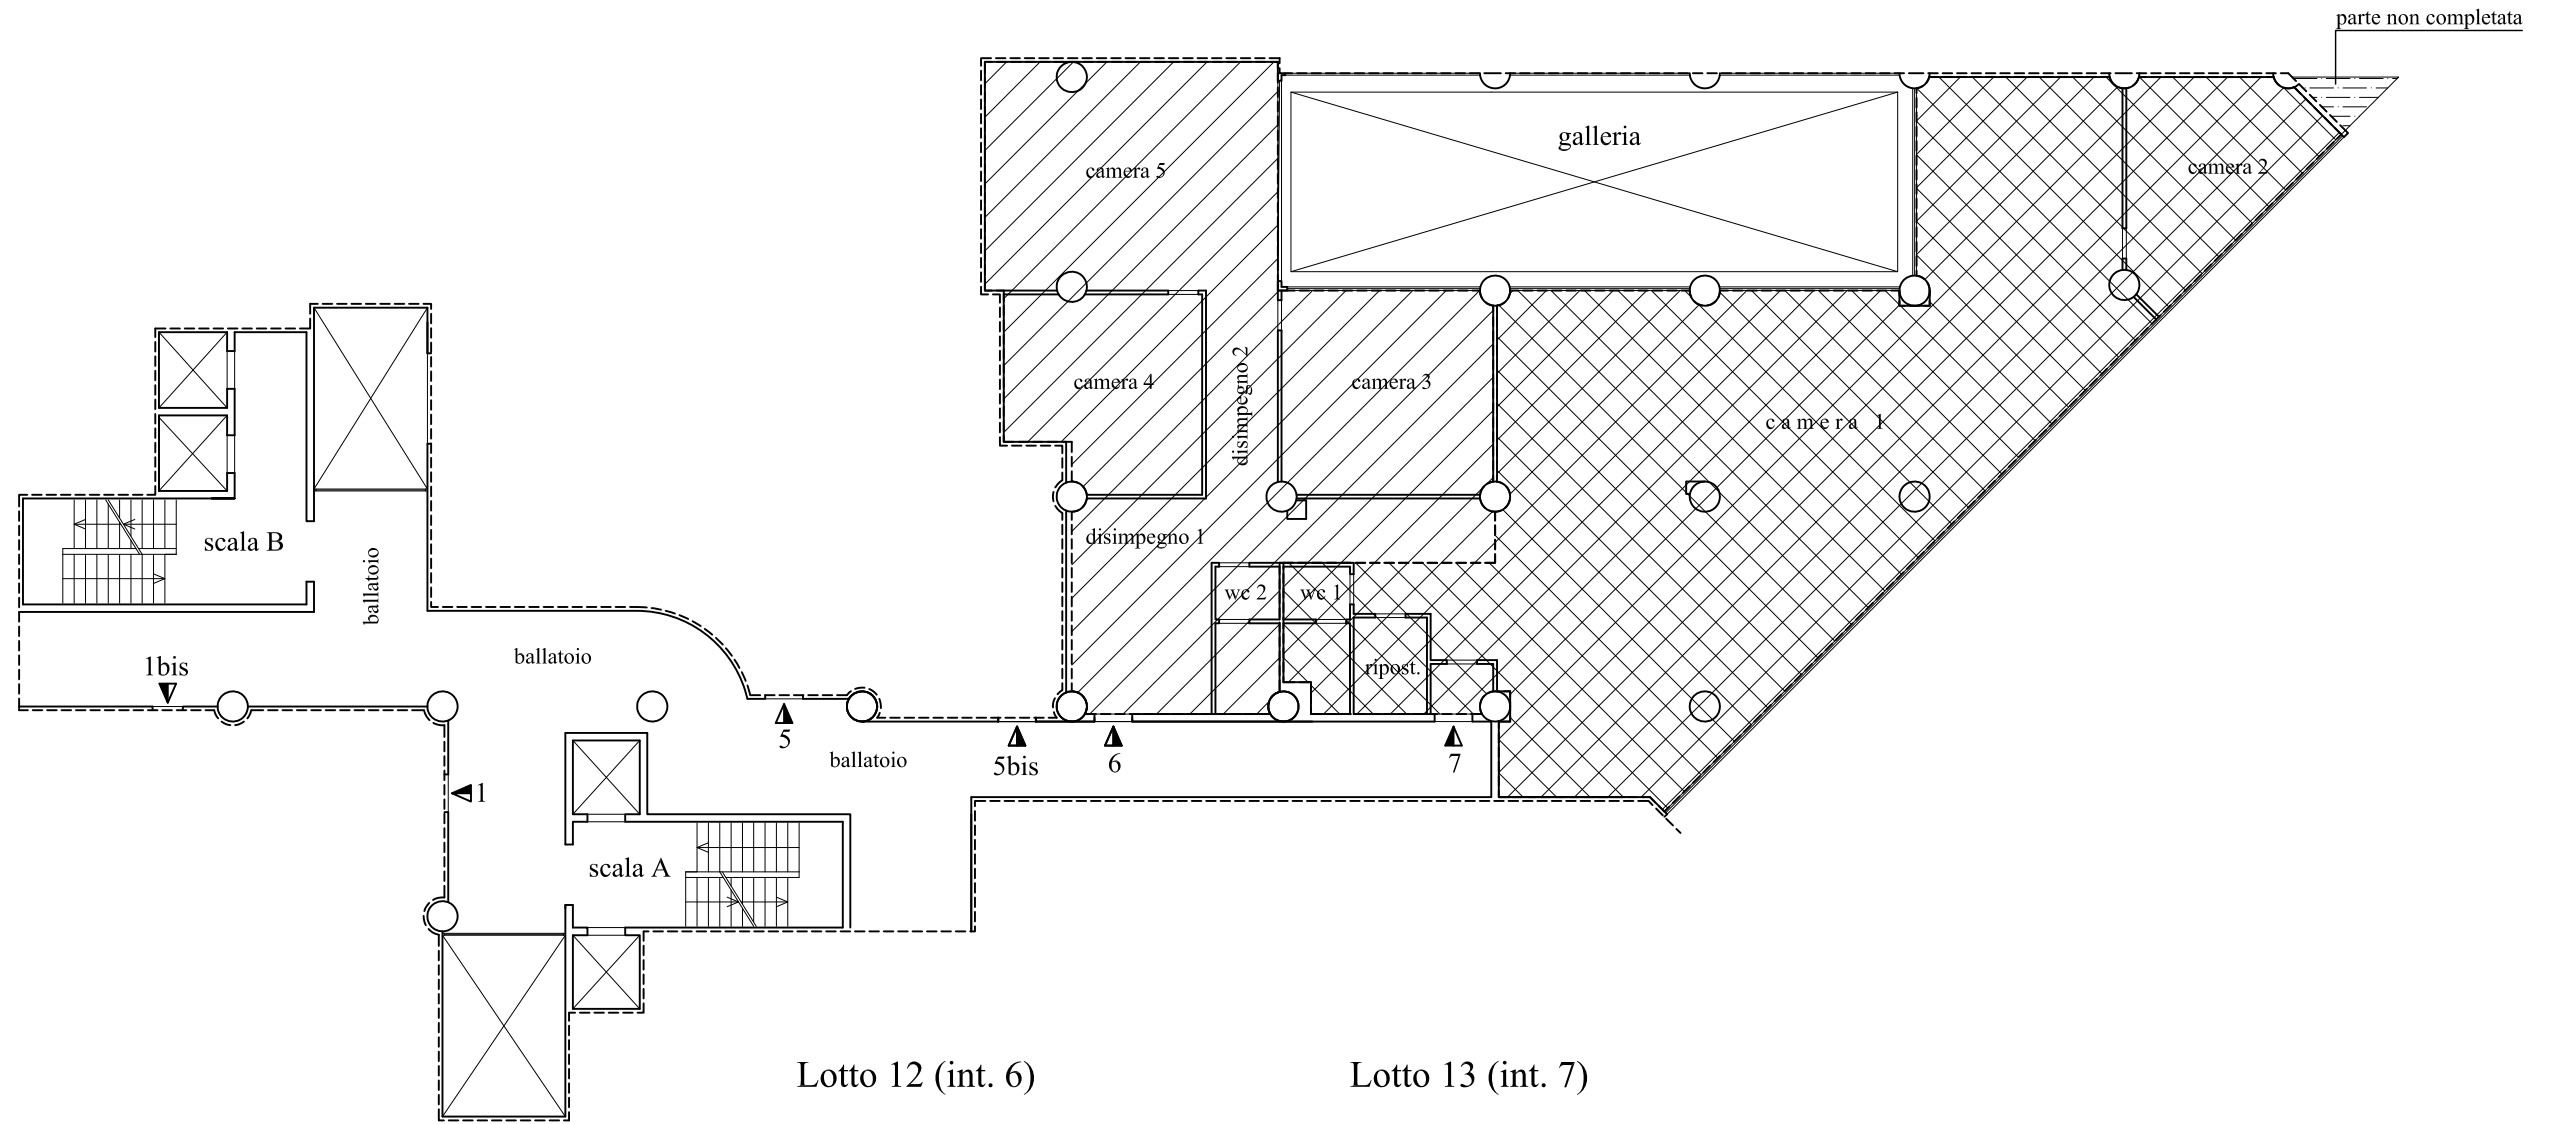 parte non completata
galleria
camera 5
camera 2
camera 4
disimpegno 2
camera 3
camera 1
scala B
ballatoio
disimpegno 1
wc 2
wc 1
1bis
ballatoio
ripost.
5
ballatoio
5bis
6
7
1
scala A
Lotto 12 (int. 6)
Lotto 13 (int. 7)